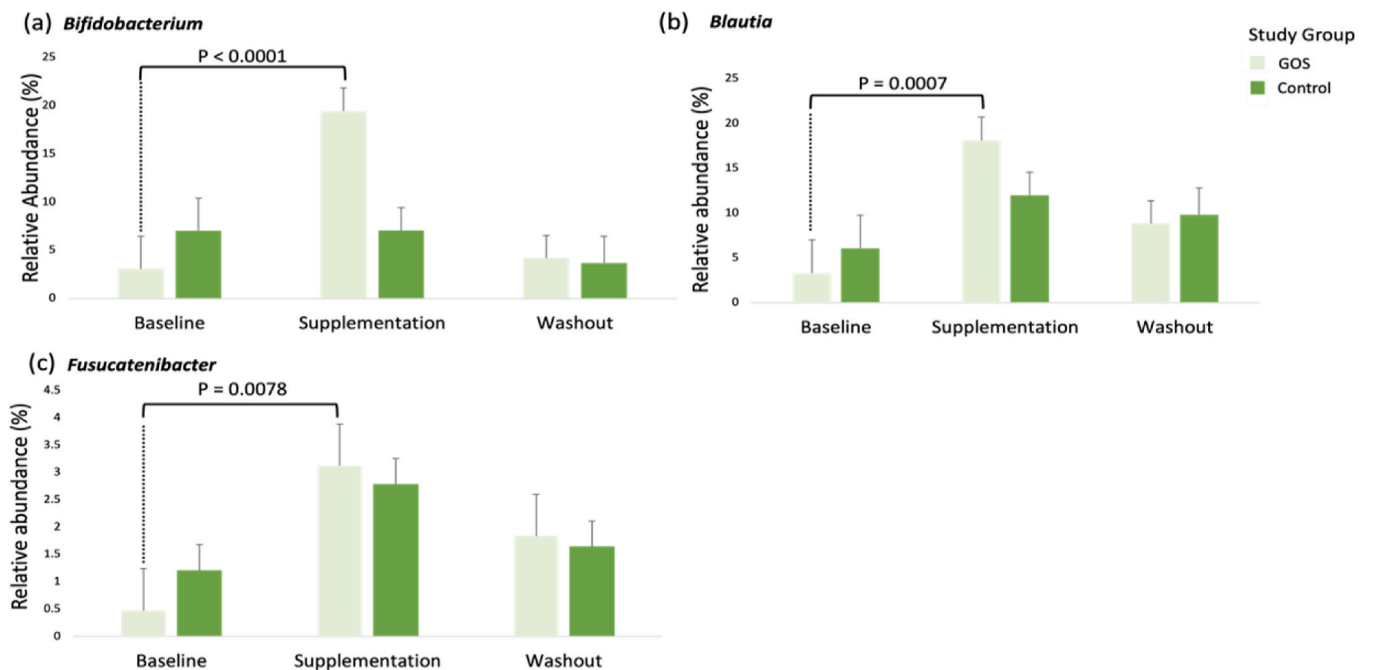 (a) Bifidobacterium
P < 0.0001
Relative Abundance (%)
25
20
15
10
5
0
Baseline
Supplementation
Washout
(b) Blautia
P = 0.0007
Relative abundance (%)
25
20
15
10
5
0
Baseline
Supplementation
Washout
Study Group
GOS
Control
(c) Fusucatenibacter
P = 0.0078
Relative abundance (%)
4.5
4
3.5
3
2.5
2
1.5
1
0.5
0
Baseline
Supplementation
Washout